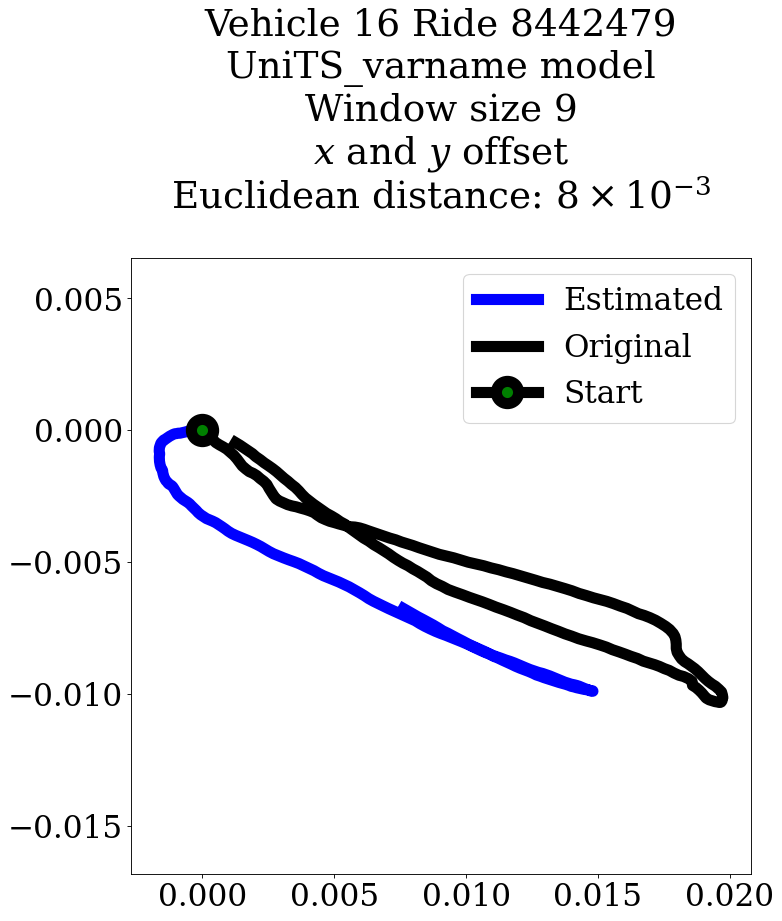 Vehicle 16 Ride 8442479
UniTS_varname model
Window size 9
x and y offset
Euclidean distance: 8 × 10⁻³
Estimated
Original
Start
0.005
0.000
−0.005
−0.010
−0.015
0.000 0.005 0.010 0.015 0.020